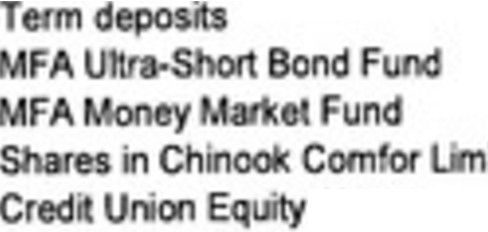 Term deposits
MFA Ultra-Short Bond Fund
MFA Money Market Fund
Shares in Chinook Comfor Lim
Credit Union Equity